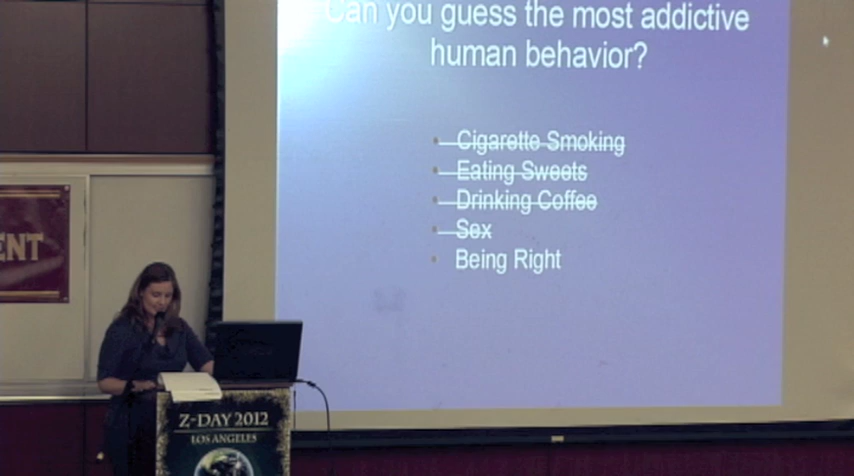 Can you guess the most addictive
human behavior?
Cigarette Smoking
Eating Sweets
Drinking Coffee
Sex
Being Right
ENT
Z-DAY 2012
LOS ANGELES